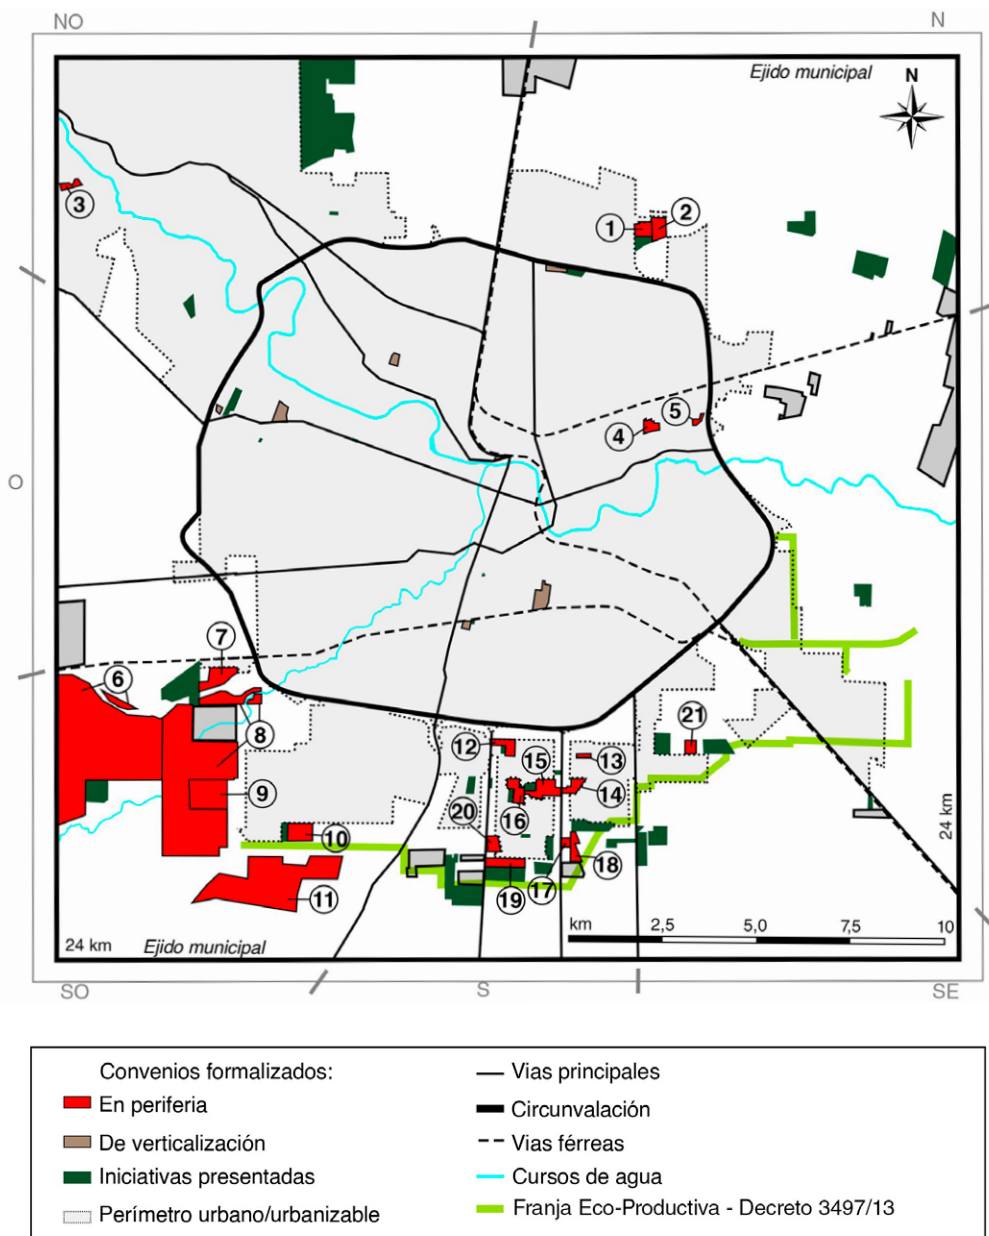 NO
N
Ejido municipal
N
3
1
2
5
4
O
7
6
8
9
10
11
12
13
14
15
16
17
18
19
20
21
24 km
km 2,5 5,0 7,5 10
24 km
Ejido municipal
SO
S
SE
Convenios formalizados:
En periferia
De verticalización
Iniciativas presentadas
Perímetro urbano/urbanizable
Vias principales
Circunvalación
Vias férreas
Cursos de agua
Franja Eco-Productiva - Decreto 3497/13